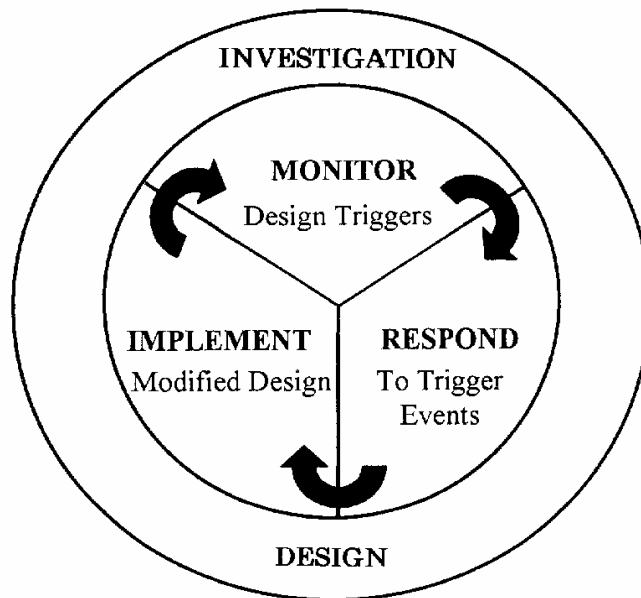 INVESTIGATION
MONITOR
Design Triggers
IMPLEMENT
Modified Design
RESPOND
To Trigger
Events
DESIGN